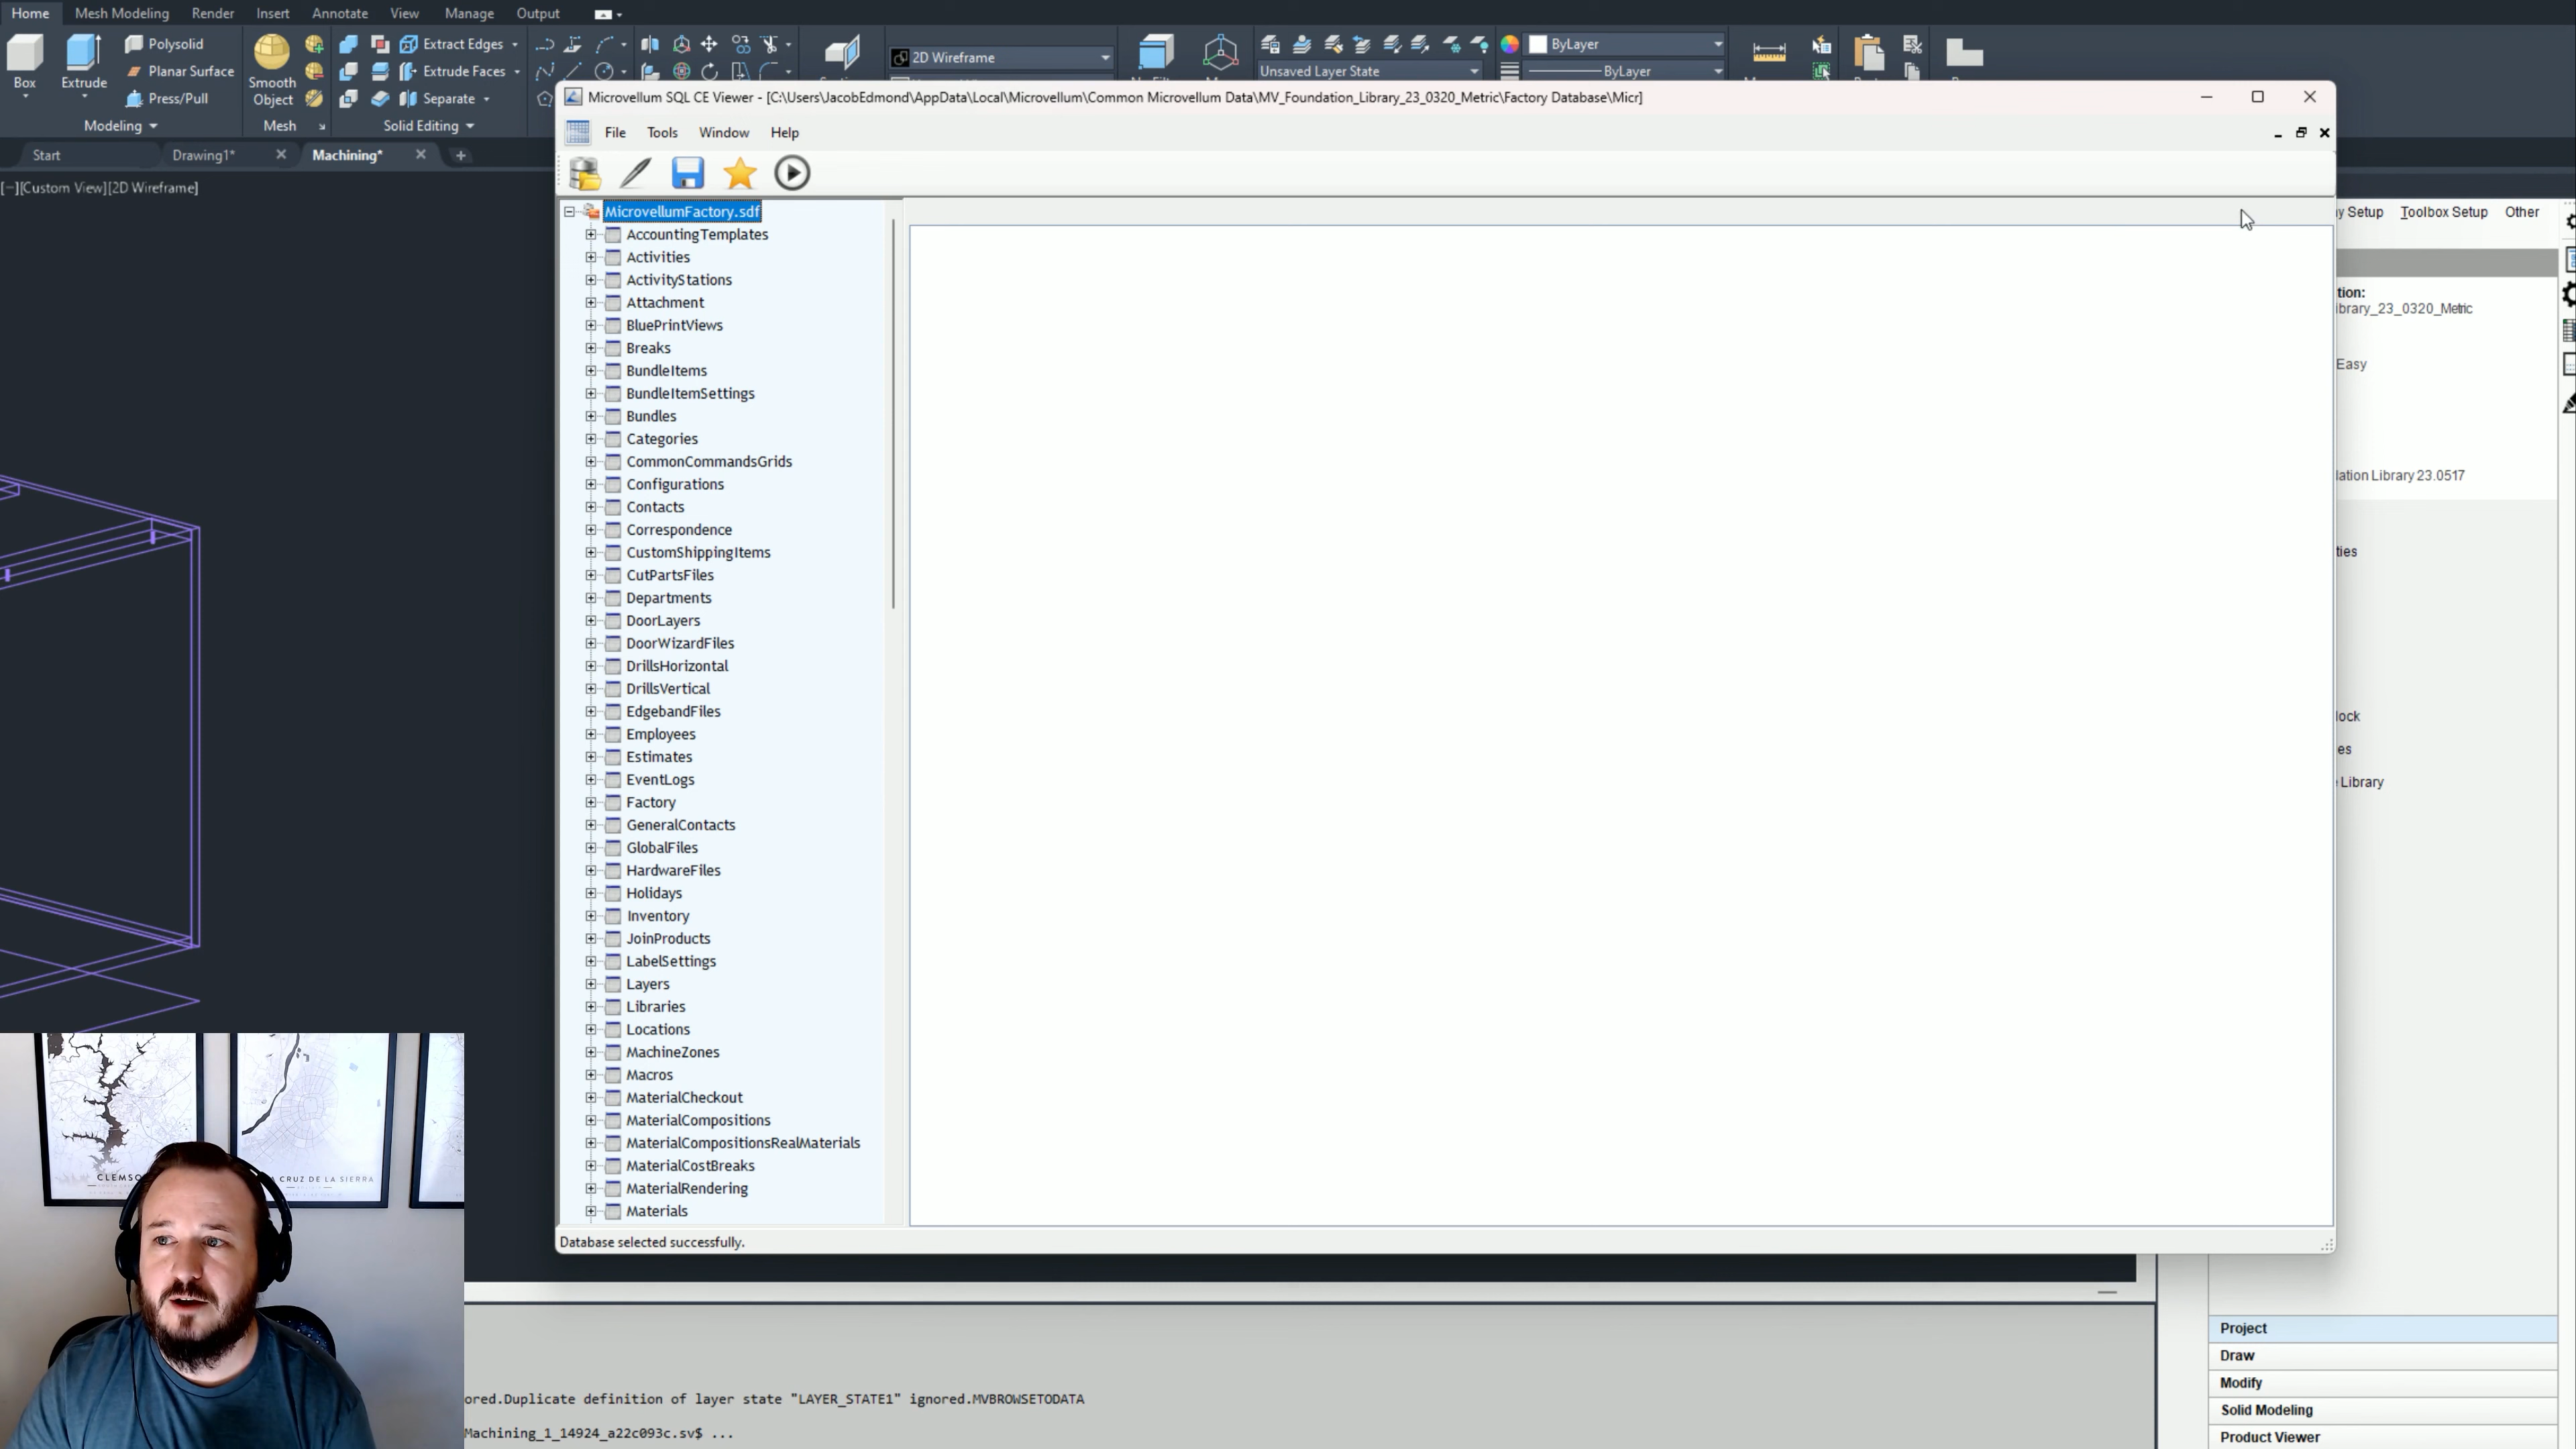 Home Mesh Modeling Render Insert Annotate View Manage Output
Box
Extrude
Polysolid
Planar Surface
Press/Pull
Smooth
Object
Extract Edges
Extrude Faces
Separate
2D Wireframe
Unsaved Layer State
ByLayer
ByLayer
Modeling
Mesh
Solid Editing
Start
Drawing1*
Machining*
[−][Custom View][2D Wireframe]
Microvellum SQL CE Viewer - [C:\Users\JacobEdmond\AppData\Local\Microvellum\Common Microvellum Data\MV_Foundation_Library_23_0320_Metric\Factory Database\Micr]
File Tools Window Help
MicrovellumFactory.sdf
AccountingTemplates
Activities
ActivityStations
Attachment
BluePrintViews
Breaks
BundleItems
BundleItemSettings
Bundles
Categories
CommonCommandsGrids
Configurations
Contacts
Correspondence
CustomShippingItems
CutPartsFiles
Departments
DoorLayers
DoorWizardFiles
DrillsHorizontal
DrillsVertical
EdgebandFiles
Employees
Estimates
EventLogs
Factory
GeneralContacts
GlobalFiles
HardwareFiles
Holidays
Inventory
JoinProducts
LabelSettings
Layers
Libraries
Locations
MachineZones
Macros
MaterialCheckout
MaterialCompositions
MaterialCompositionsRealMaterials
MaterialCostBreaks
MaterialRendering
Materials
Database selected successfully.
y Setup Toolbox Setup Other
tion:
ibrary_23_0320_Metric
Easy
lation Library 23.0517
ties
lock
es
Library
Project
Draw
Modify
Solid Modeling
Product Viewer
ored.Duplicate definition of layer state "LAYER_STATE1" ignored.MVBROWSETODATA
Machining_1_14924_a22c093c.sv$ ...
CLEMSO
CRUZ DE LA SIERRA